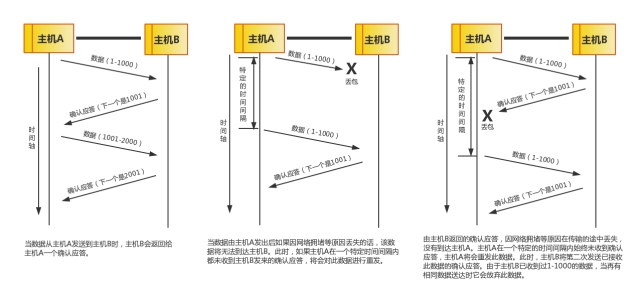 主机A
主机B
数据（1-1000）
确认应答（下一个是1001）
数据（1001-2000）
确认应答（下一个是2001）
时间轴
当数据从主机A发送到主机B时，主机B会返回给
主机A一个确认应答。
主机A
主机B
数据（1-1000）
X
丢包
特定的时间间隔
数据（1-1000）
确认应答（下一个是1001）
时间轴
当数据由主机A发出后如果因网络拥堵等原因丢失的话，该数
据将无法到达主机B。此时，如果主机A在一个特定时间间隔内
都未收到主机B发来的确认应答，将会对此数据进行重发。
主机A
主机B
数据（1-1000）
确认应答（下一个是1001）
X
丢包
特定的时间间隔
数据（1-1000）
确认应答（下一个是1001）
时间轴
由主机B返回的确认应答，因网络拥堵等原因在传输的途中丢失，
没有到达主机A。主机A在一个特定的时间间隔内始终未收到确认
应答，主机A将会重发此数据。此时，主机B将第二次发送已接收
此数据的确认应答。由于主机B已收到过1-1000的数据，当再有
相同数据送达时它会放弃此数据。